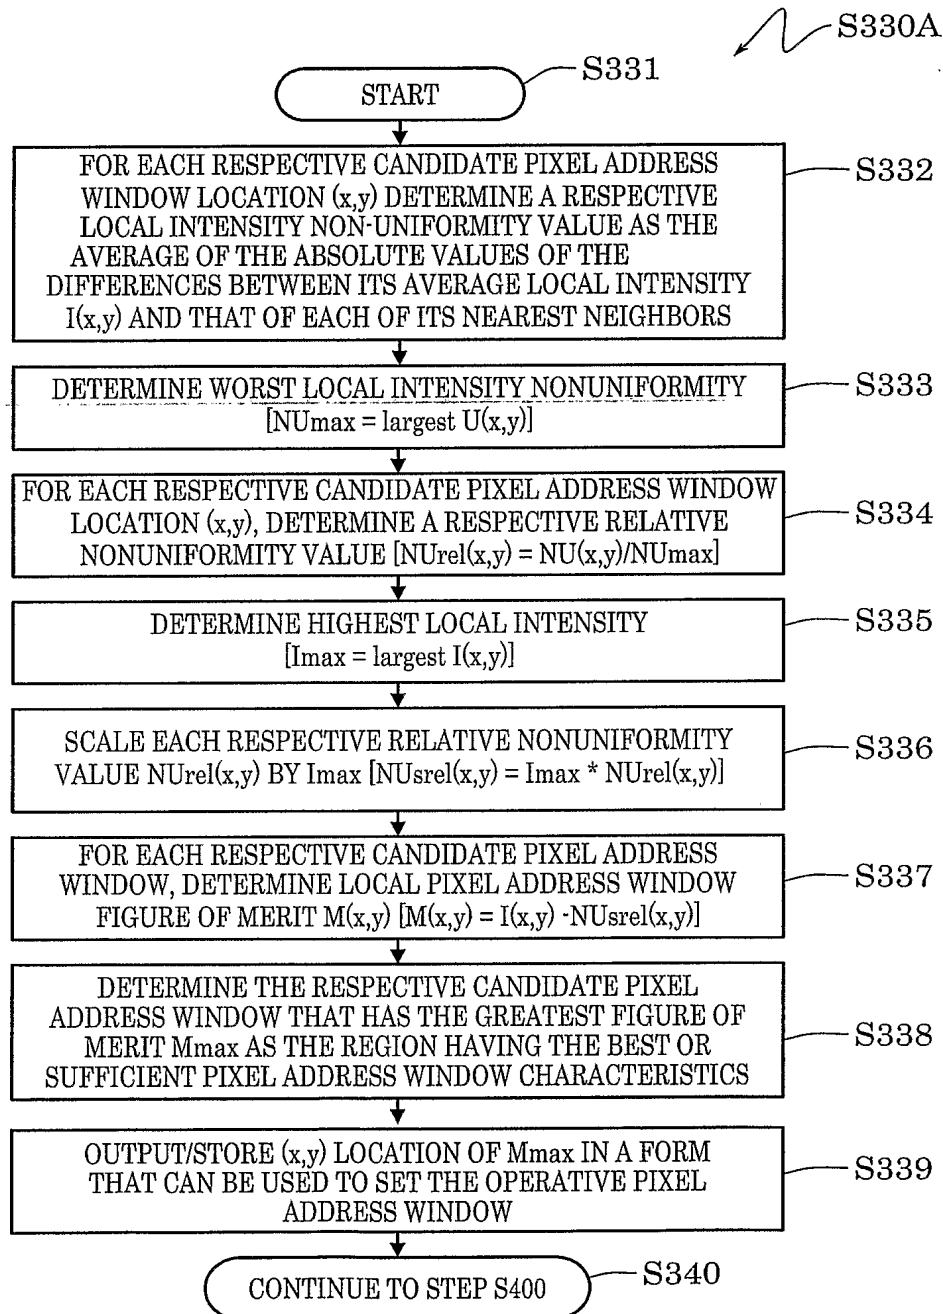 S330A
START
S331
FOR EACH RESPECTIVE CANDIDATE PIXEL ADDRESS
WINDOW LOCATION (x,y) DETERMINE A RESPECTIVE
LOCAL INTENSITY NON-UNIFORMITY VALUE AS THE
AVERAGE OF THE ABSOLUTE VALUES OF THE
DIFFERENCES BETWEEN ITS AVERAGE LOCAL INTENSITY
I(x,y) AND THAT OF EACH OF ITS NEAREST NEIGHBORS
S332
DETERMINE WORST LOCAL INTENSITY NONUNIFORMITY
[NUmax = largest U(x,y)]
S333
FOR EACH RESPECTIVE CANDIDATE PIXEL ADDRESS WINDOW
LOCATION (x,y), DETERMINE A RESPECTIVE RELATIVE
NONUNIFORMITY VALUE [NUrel(x,y) = NU(x,y)/NUmax]
S334
DETERMINE HIGHEST LOCAL INTENSITY
[Imax = largest I(x,y)]
S335
SCALE EACH RESPECTIVE RELATIVE NONUNIFORMITY
VALUE NUrel(x,y) BY Imax [NUsrel(x,y) = Imax * NUrel(x,y)]
S336
FOR EACH RESPECTIVE CANDIDATE PIXEL ADDRESS
WINDOW, DETERMINE LOCAL PIXEL ADDRESS WINDOW
FIGURE OF MERIT M(x,y) [M(x,y) = I(x,y) -NUsrel(x,y)]
S337
DETERMINE THE RESPECTIVE CANDIDATE PIXEL
ADDRESS WINDOW THAT HAS THE GREATEST FIGURE OF
MERIT Mmax AS THE REGION HAVING THE BEST OR
SUFFICIENT PIXEL ADDRESS WINDOW CHARACTERISTICS
S338
OUTPUT/STORE (x,y) LOCATION OF Mmax IN A FORM
THAT CAN BE USED TO SET THE OPERATIVE PIXEL
ADDRESS WINDOW
S339
CONTINUE TO STEP S400
S340